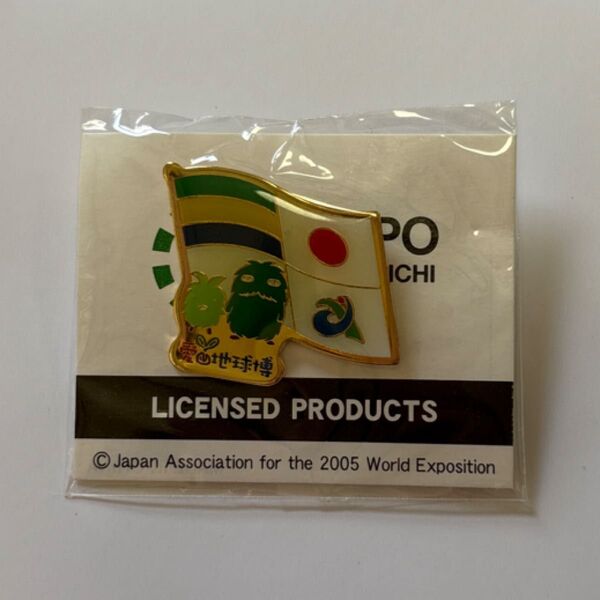 PO
ICHI
愛・地球博
LICENSED PRODUCTS
©Japan Association for the 2005 World Exposition